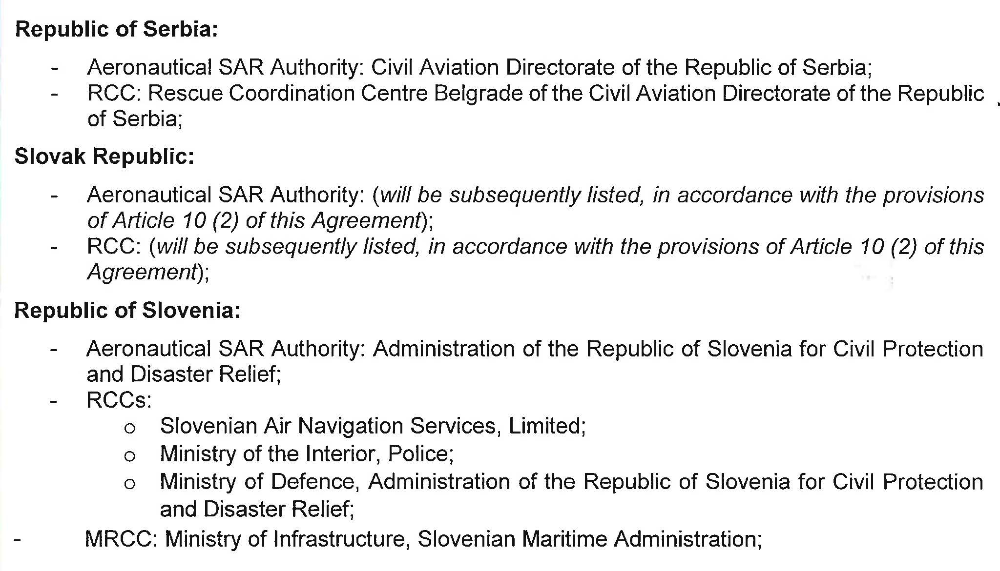 Republic of Serbia:
- Aeronautical SAR Authority: Civil Aviation Directorate of the Republic of Serbia;
- RCC: Rescue Coordination Centre Belgrade of the Civil Aviation Directorate of the Republic
of Serbia;
Slovak Republic:
- Aeronautical SAR Authority: (will be subsequently listed, in accordance with the provisions
of Article 10 (2) of this Agreement);
- RCC: (will be subsequently listed, in accordance with the provisions of Article 10 (2) of this
Agreement);
Republic of Slovenia:
- Aeronautical SAR Authority: Administration of the Republic of Slovenia for Civil Protection
and Disaster Relief;
- RCCs:
o Slovenian Air Navigation Services, Limited;
o Ministry of the Interior, Police;
o Ministry of Defence, Administration of the Republic of Slovenia for Civil Protection
and Disaster Relief;
- MRCC: Ministry of Infrastructure, Slovenian Maritime Administration;